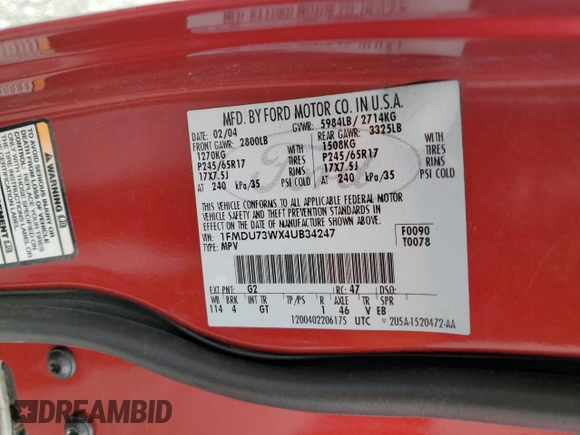 MFD. BY FORD MOTOR CO. IN U.S.A.
DATE: 02/04 GVWR: 5984LB/ 2714KG
FRONT GAWR: 2800LB REAR GAWR: 3325LB
1270KG WITH 1508KG WITH
P245/65R17 TIRES P245/65R17 TIRES
17X7.5J RIMS 17X7.5J RIMS
AT 240 kPa/35 PSI COLD AT 240 kPa/35 PSI COLD
THIS VEHICLE CONFORMS TO ALL APPLICABLE FEDERAL MOTOR
VEHICLE SAFETY AND THEFT PREVENTION STANDARDS IN EFFECT ON THE
DATE OF MANUFACTURE SHOWN ABOVE.
VIN: 1FMDU73WX4UB34247 F0090
TYPE: MPV T0078
EXT PNT: G2 RC: 47 DSO:
WB BRK INT TR TP/PS R AXLE TR SPR
114 4 GT 1 46 V EB
1200402206175 UTC 2U5A-1520472-AA
Ford
WARNING
DREAMBID